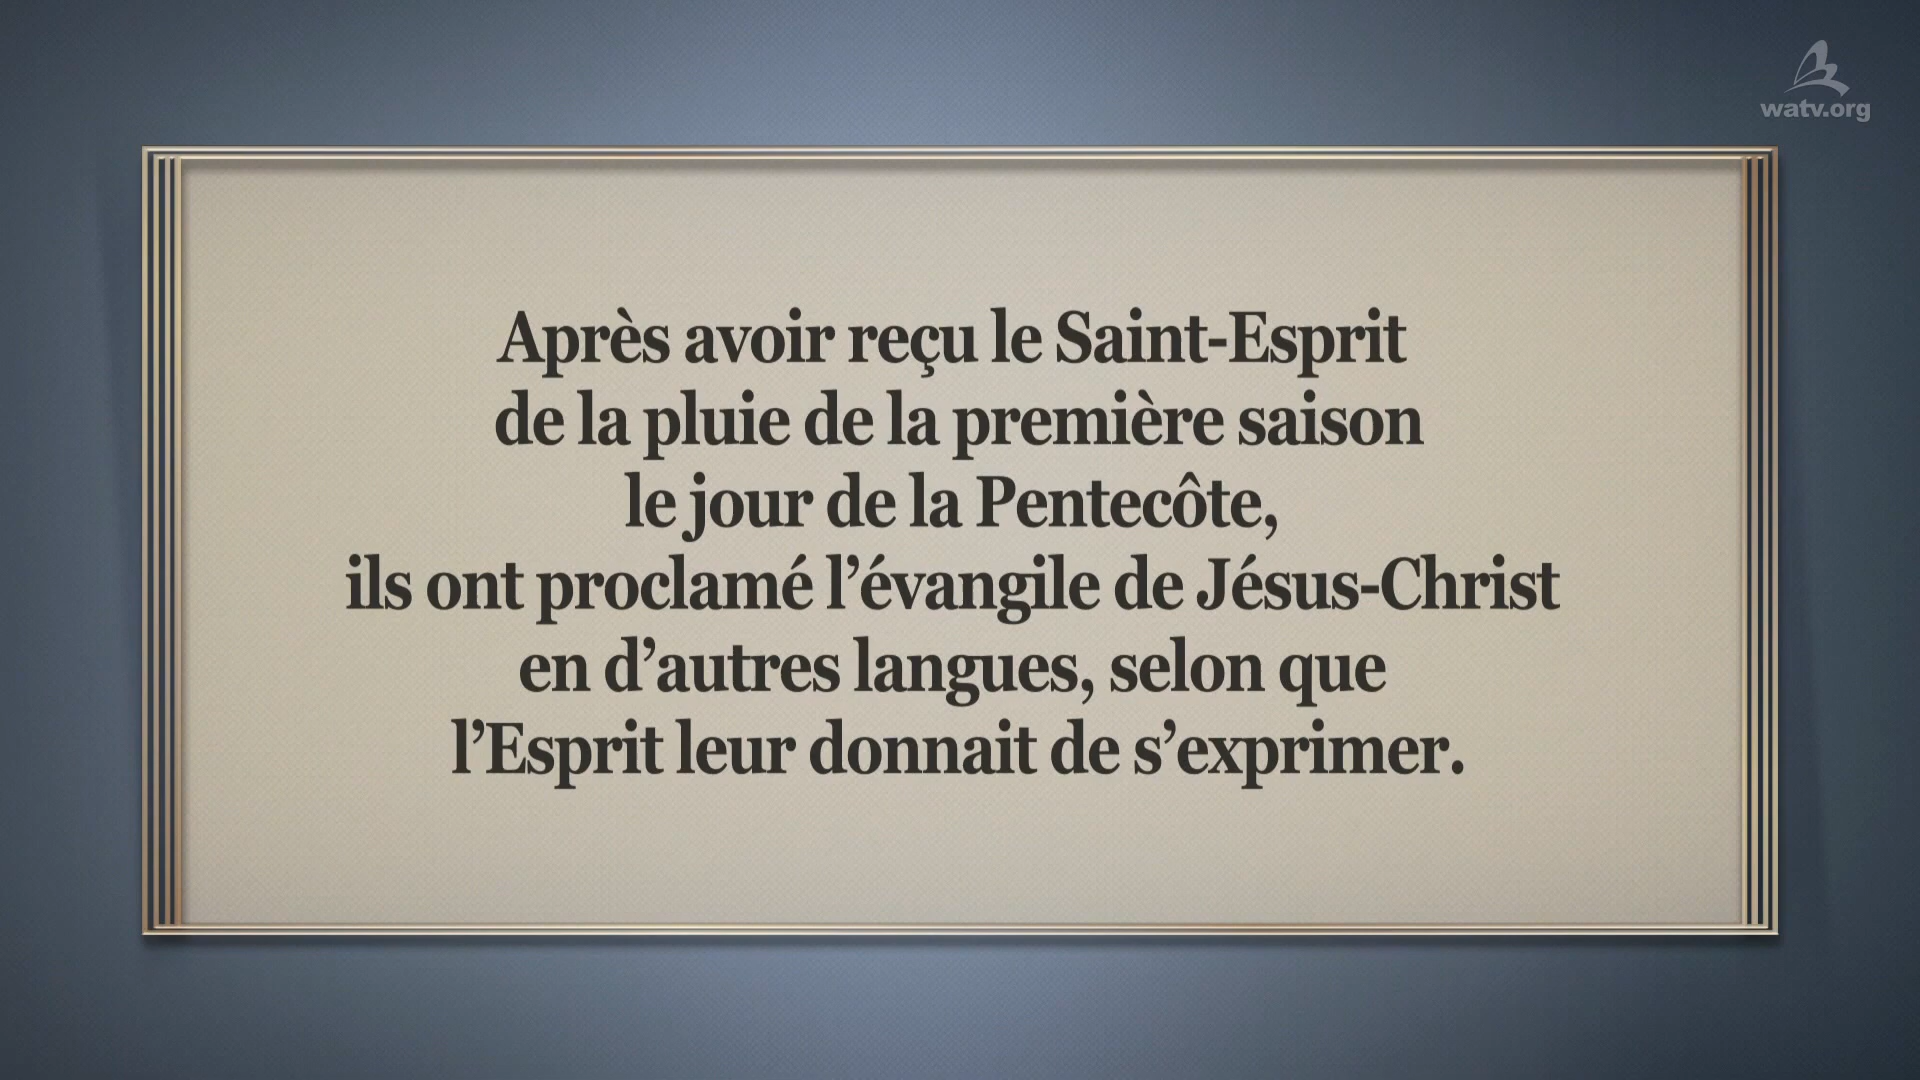 watv.org
Après avoir reçu le Saint-Esprit
de la pluie de la première saison
le jour de la Pentecôte,
ils ont proclamé l’évangile de Jésus-Christ
en d’autres langues, selon que
l’Esprit leur donnait de s’exprimer.